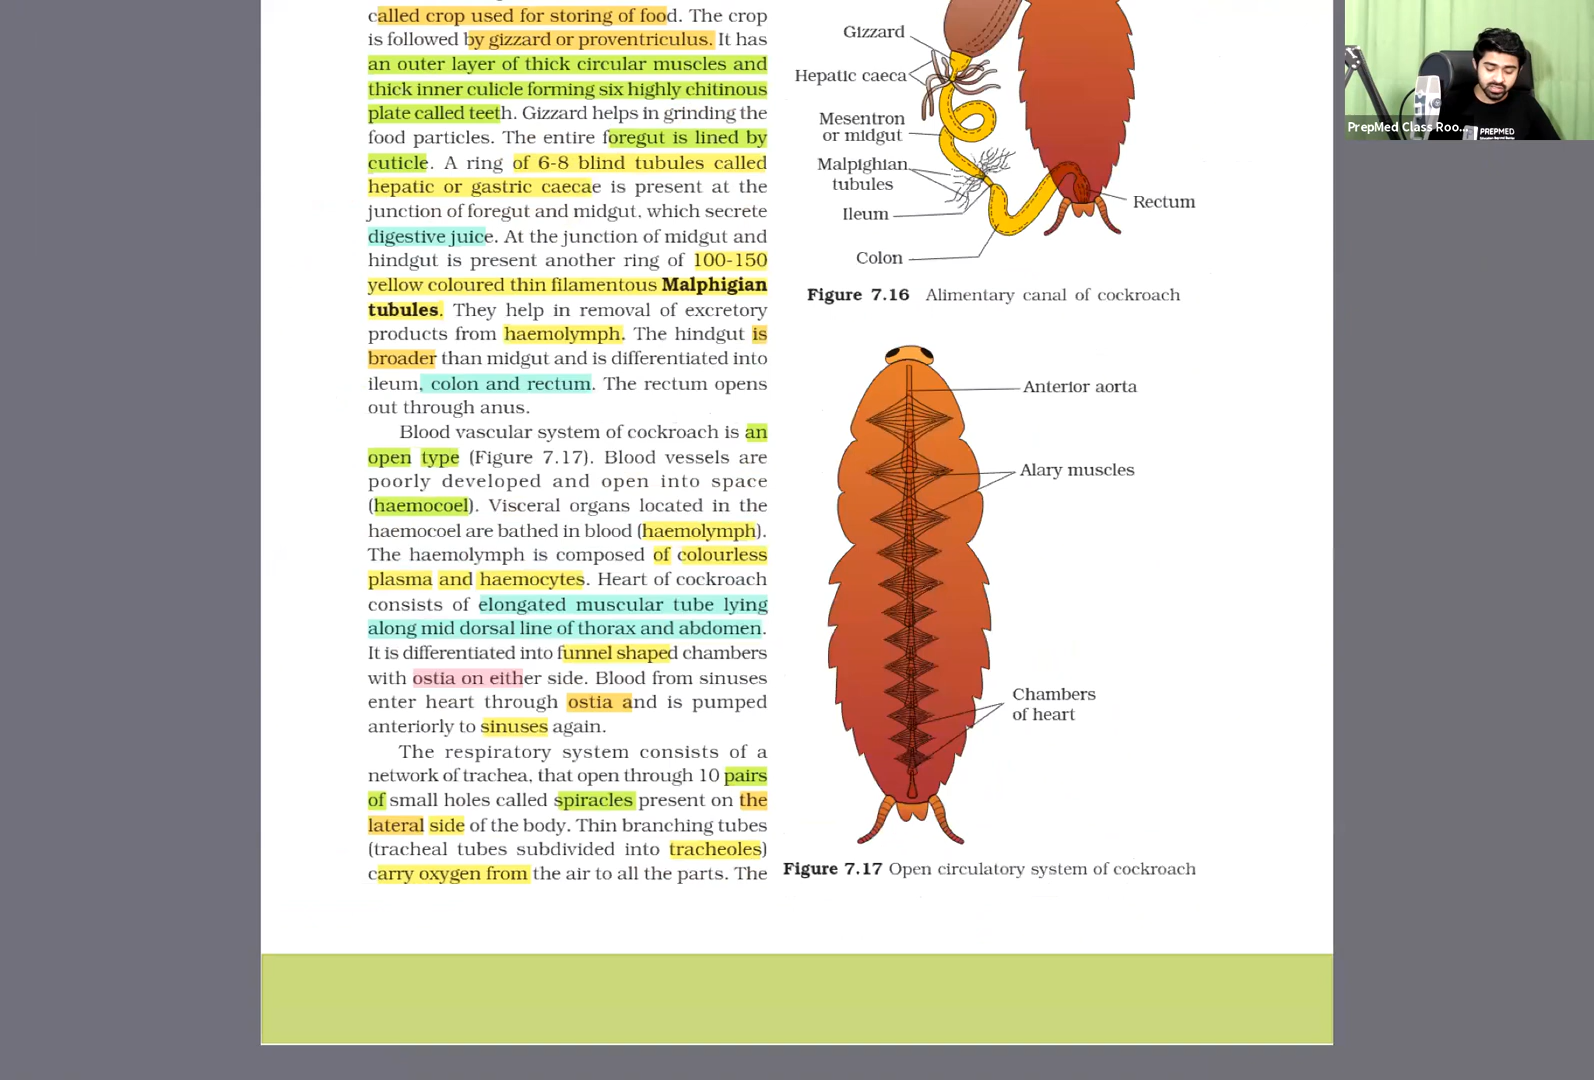 called crop used for storing of food. The crop
is followed by gizzard or proventriculus. It has
an outer layer of thick circular muscles and
thick inner culicle forming six highly chitinous
plate called teeth. Gizzard helps in grinding the
food particles. The entire foregut is lined by
cuticle. A ring of 6-8 blind tubules called
hepatic or gastric caecae is present at the
junction of foregut and midgut, which secrete
digestive juice. At the junction of midgut and
hindgut is present another ring of 100-150
yellow coloured thin filamentous Malphigian
tubules. They help in removal of excretory
products from haemolymph. The hindgut is
broader than midgut and is differentiated into
ileum, colon and rectum. The rectum opens
out through anus.
Blood vascular system of cockroach is an
open type (Figure 7.17). Blood vessels are
poorly developed and open into space
(haemocoel). Visceral organs located in the
haemocoel are bathed in blood (haemolymph).
The haemolymph is composed of colourless
plasma and haemocytes. Heart of cockroach
consists of elongated muscular tube lying
along mid dorsal line of thorax and abdomen.
It is differentiated into funnel shaped chambers
with ostia on either side. Blood from sinuses
enter heart through ostia and is pumped
anteriorly to sinuses again.
The respiratory system consists of a
network of trachea, that open through 10 pairs
of small holes called spiracles present on the
lateral side of the body. Thin branching tubes
(tracheal tubes subdivided into tracheoles)
carry oxygen from the air to all the parts. The
Gizzard
Hepatic caeca
Mesentron
or midgut
Malpighian
tubules
Ileum
Colon
Rectum
Figure 7.16 Alimentary canal of cockroach
Anterior aorta
Alary muscles
Chambers
of heart
Figure 7.17 Open circulatory system of cockroach
PrepMed Class Roo...
PREPMED